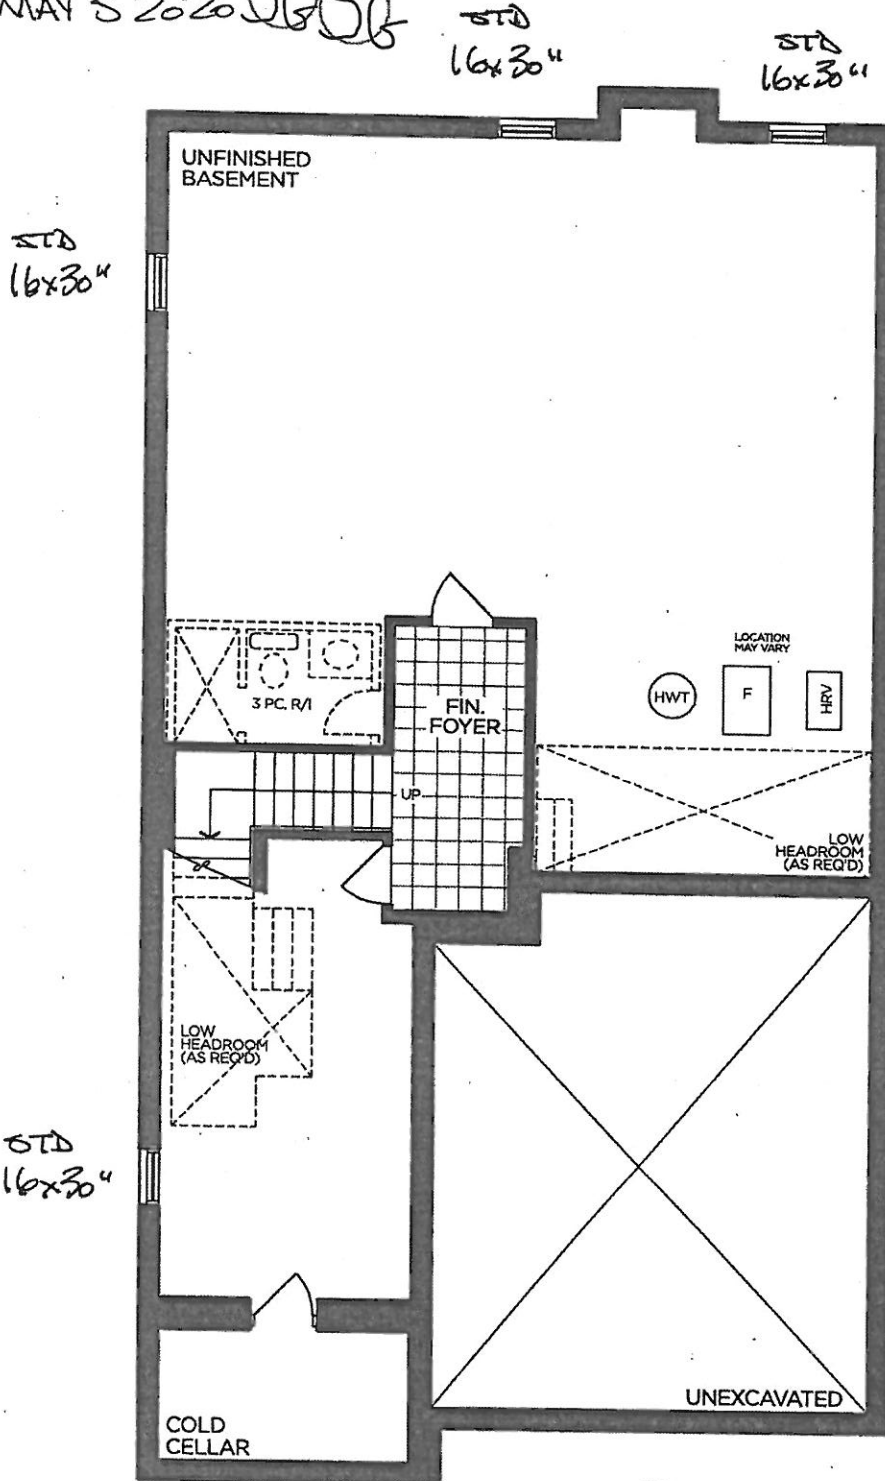 MAY 5 2020
STD
16x30"
STD
16x30"
UNFINISHED
BASEMENT
STD
16x30"
LOCATION
MAY VARY
HWT
F
HRV
3 PC. R/I
FIN.
FOYER
UP
LOW
HEADROOM
(AS REQ'D)
LOW
HEADROOM
(AS REQ'D)
STD
16x30"
UNEXCAVATED
COLD
CELLAR